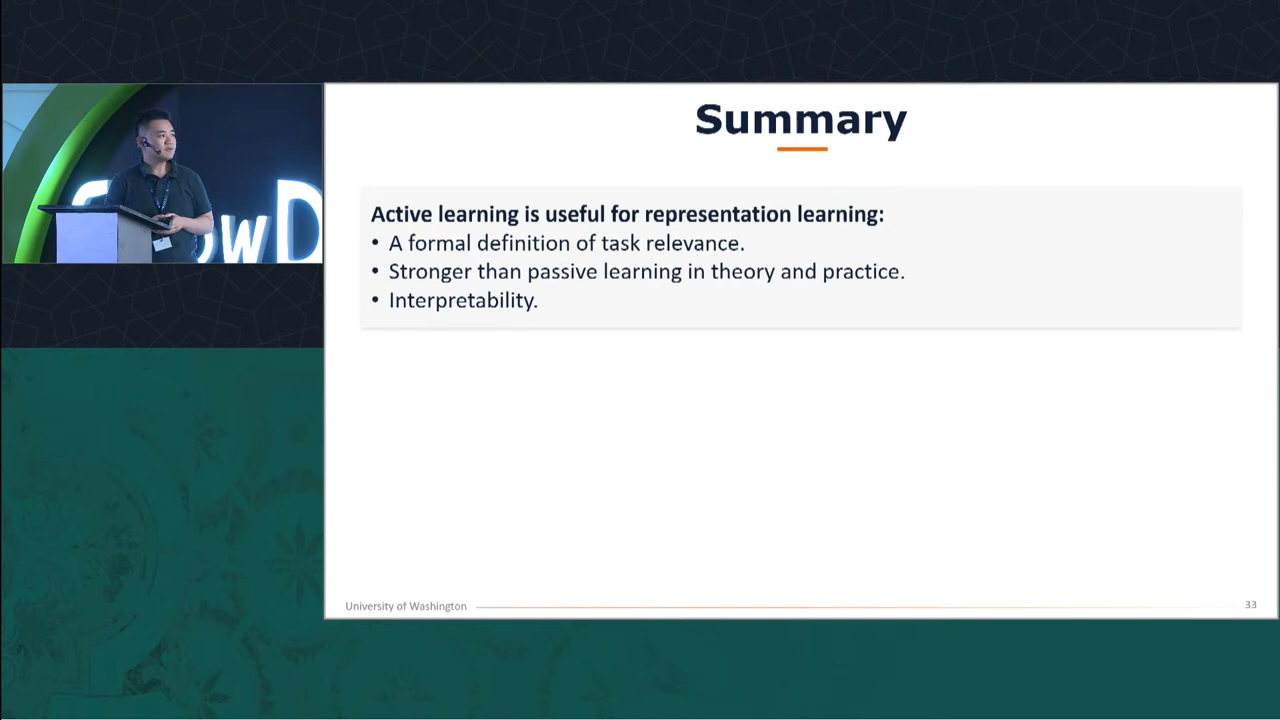 Summary
Active learning is useful for representation learning:
• A formal definition of task relevance.
• Stronger than passive learning in theory and practice.
• Interpretability.
University of Washington
33